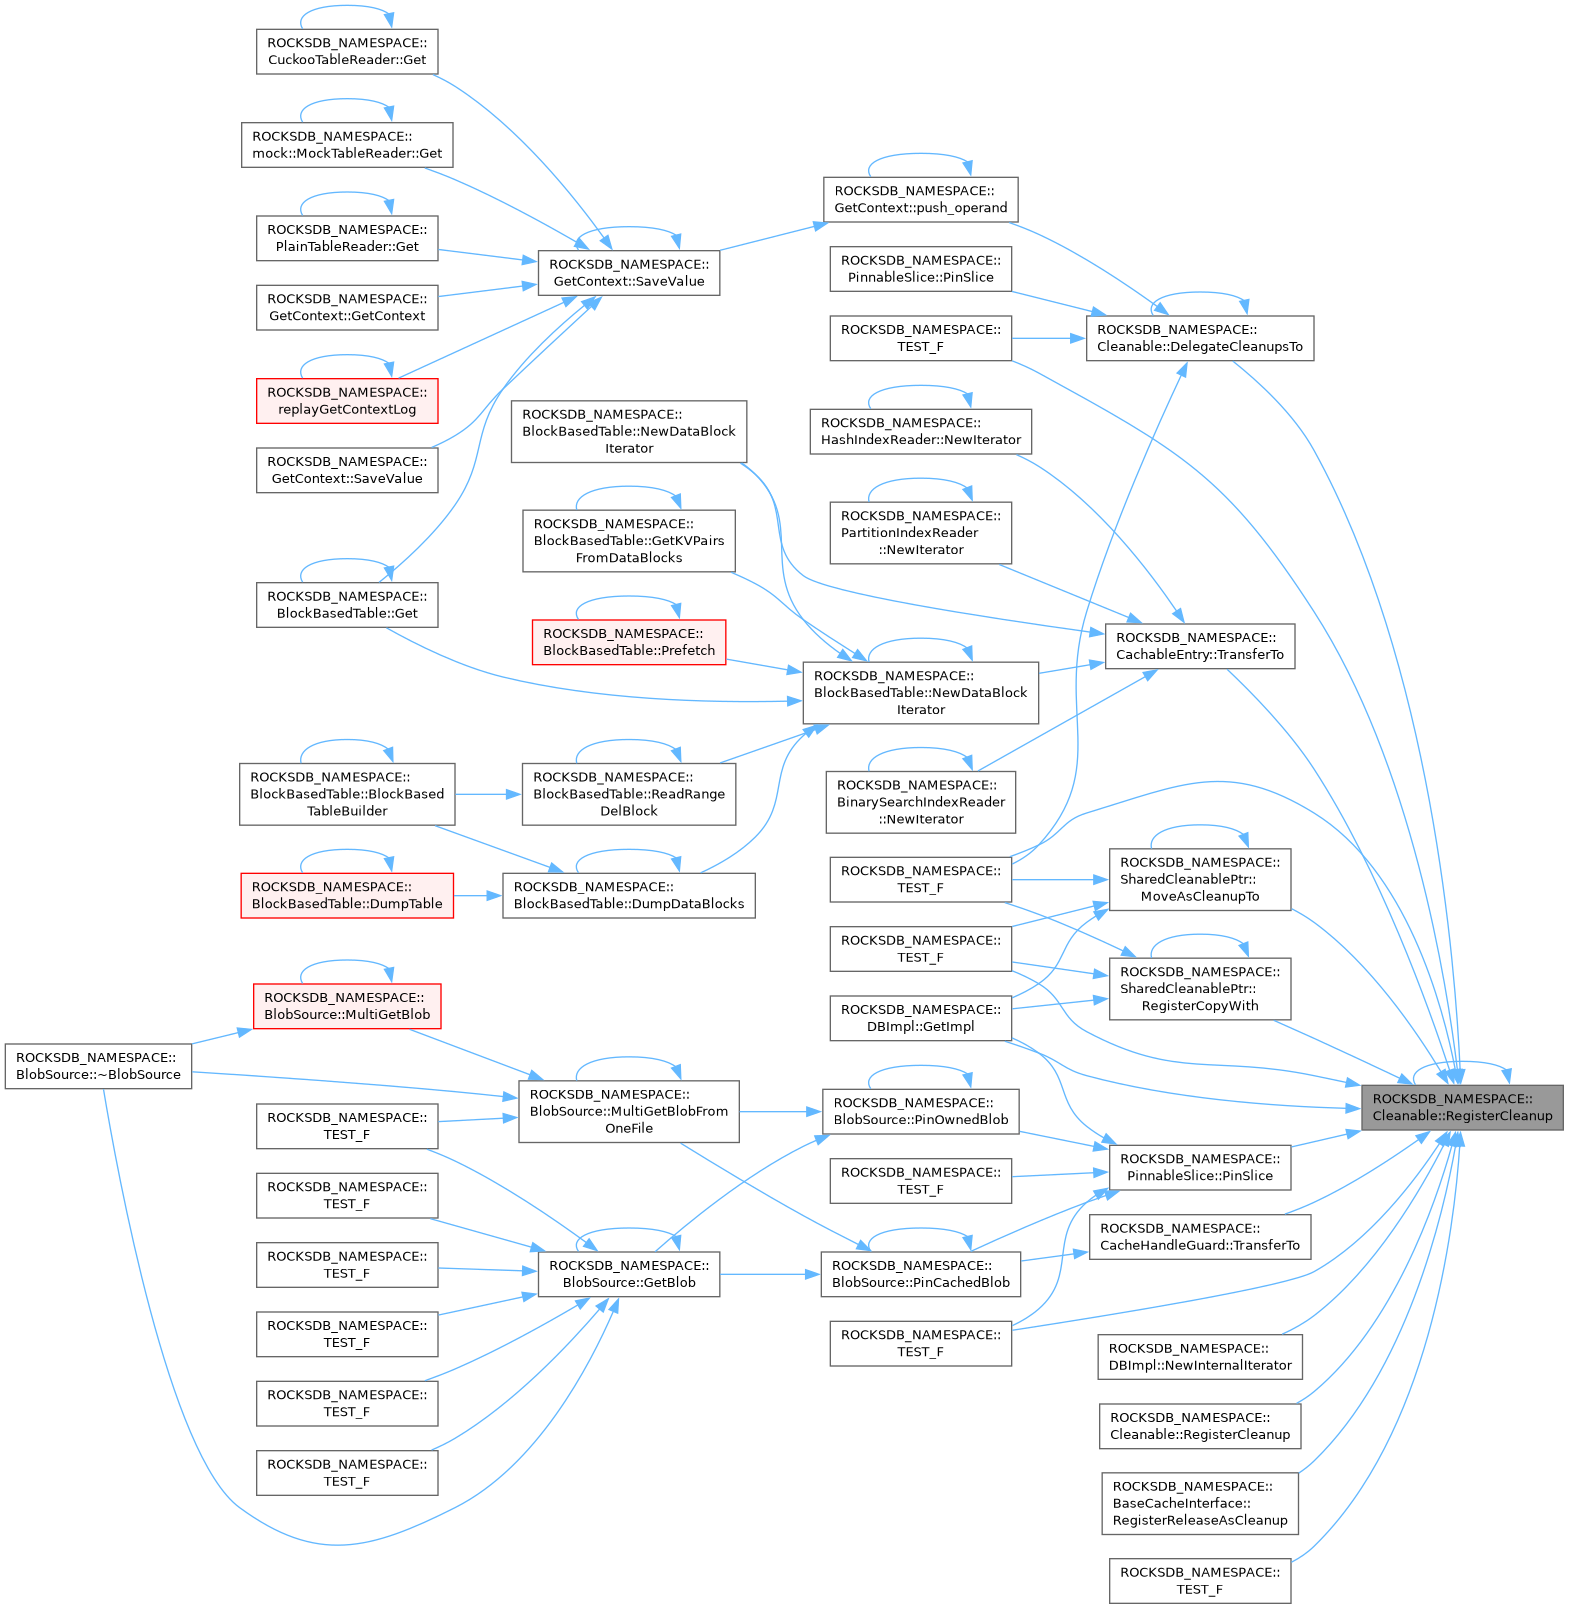 ROCKSDB_NAMESPACE::
CuckooTableReader::Get
ROCKSDB_NAMESPACE::
mock::MockTableReader::Get
ROCKSDB_NAMESPACE::
PlainTableReader::Get
ROCKSDB_NAMESPACE::
GetContext::GetContext
ROCKSDB_NAMESPACE::
replayGetContextLog
ROCKSDB_NAMESPACE::
GetContext::SaveValue
ROCKSDB_NAMESPACE::
BlockBasedTable::Get
ROCKSDB_NAMESPACE::
BlockBasedTable::BlockBased
TableBuilder
ROCKSDB_NAMESPACE::
BlockBasedTable::DumpTable
ROCKSDB_NAMESPACE::
BlobSource::MultiGetBlob
ROCKSDB_NAMESPACE::
BlobSource::~BlobSource
ROCKSDB_NAMESPACE::
TEST_F
ROCKSDB_NAMESPACE::
TEST_F
ROCKSDB_NAMESPACE::
TEST_F
ROCKSDB_NAMESPACE::
TEST_F
ROCKSDB_NAMESPACE::
TEST_F
ROCKSDB_NAMESPACE::
TEST_F
ROCKSDB_NAMESPACE::
GetContext::SaveValue
ROCKSDB_NAMESPACE::
BlockBasedTable::NewDataBlock
Iterator
ROCKSDB_NAMESPACE::
BlockBasedTable::GetKVPairs
FromDataBlocks
ROCKSDB_NAMESPACE::
BlockBasedTable::Prefetch
ROCKSDB_NAMESPACE::
BlockBasedTable::ReadRange
DelBlock
ROCKSDB_NAMESPACE::
BlockBasedTable::DumpDataBlocks
ROCKSDB_NAMESPACE::
BlobSource::MultiGetBlobFrom
OneFile
ROCKSDB_NAMESPACE::
BlobSource::GetBlob
ROCKSDB_NAMESPACE::
GetContext::push_operand
ROCKSDB_NAMESPACE::
PinnableSlice::PinSlice
ROCKSDB_NAMESPACE::
TEST_F
ROCKSDB_NAMESPACE::
HashIndexReader::NewIterator
ROCKSDB_NAMESPACE::
PartitionIndexReader
::NewIterator
ROCKSDB_NAMESPACE::
BlockBasedTable::NewDataBlock
Iterator
ROCKSDB_NAMESPACE::
BinarySearchIndexReader
::NewIterator
ROCKSDB_NAMESPACE::
TEST_F
ROCKSDB_NAMESPACE::
TEST_F
ROCKSDB_NAMESPACE::
DBImpl::GetImpl
ROCKSDB_NAMESPACE::
BlobSource::PinOwnedBlob
ROCKSDB_NAMESPACE::
TEST_F
ROCKSDB_NAMESPACE::
BlobSource::PinCachedBlob
ROCKSDB_NAMESPACE::
TEST_F
ROCKSDB_NAMESPACE::
Cleanable::DelegateCleanupsTo
ROCKSDB_NAMESPACE::
CachableEntry::TransferTo
ROCKSDB_NAMESPACE::
SharedCleanablePtr::
MoveAsCleanupTo
ROCKSDB_NAMESPACE::
SharedCleanablePtr::
RegisterCopyWith
ROCKSDB_NAMESPACE::
PinnableSlice::PinSlice
ROCKSDB_NAMESPACE::
CacheHandleGuard::TransferTo
ROCKSDB_NAMESPACE::
DBImpl::NewInternalIterator
ROCKSDB_NAMESPACE::
Cleanable::RegisterCleanup
ROCKSDB_NAMESPACE::
BaseCacheInterface::
RegisterReleaseAsCleanup
ROCKSDB_NAMESPACE::
TEST_F
ROCKSDB_NAMESPACE::
Cleanable::RegisterCleanup